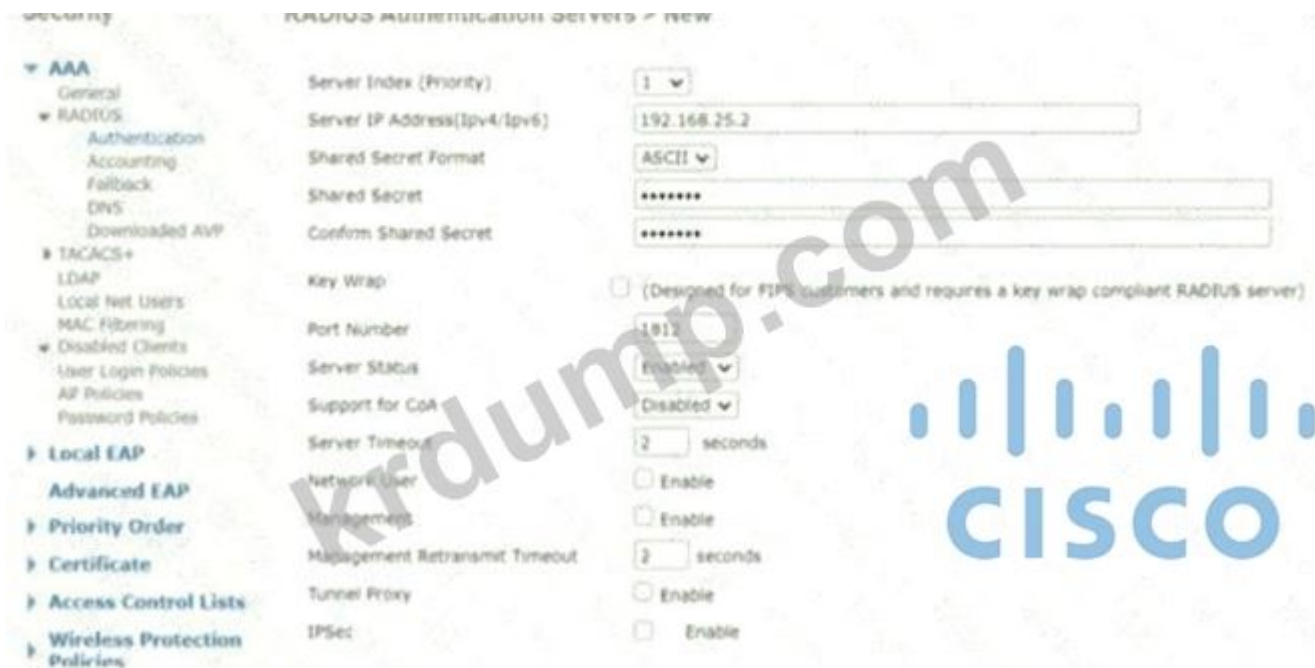 Security
RADIUS Authentication Servers > New
AAA
General
RADIUS
Authentication
Accounting
Fallback
DNS
Downloaded AVP
TACACS+
LDAP
Local Net Users
MAC Filtering
Disabled Clients
User Login Policies
AP Policies
Password Policies
Local EAP
Advanced EAP
Priority Order
Certificate
Access Control Lists
Wireless Protection
Policies
Server Index (Priority) 1
Server IP Address(Ipv4/Ipv6) 192.168.25.2
Shared Secret Format ASCII
Shared Secret •••••••
Confirm Shared Secret •••••••
Key Wrap (Designed for FIPS customers and requires a key wrap compliant RADIUS server)
Port Number 1812
Server Status Enabled
Support for CoA Disabled
Server Timeout 2 seconds
Network User Enable
Management Enable
Management Retransmit Timeout 2 seconds
Tunnel Proxy Enable
IPSec Enable
krdump.com
CISCO